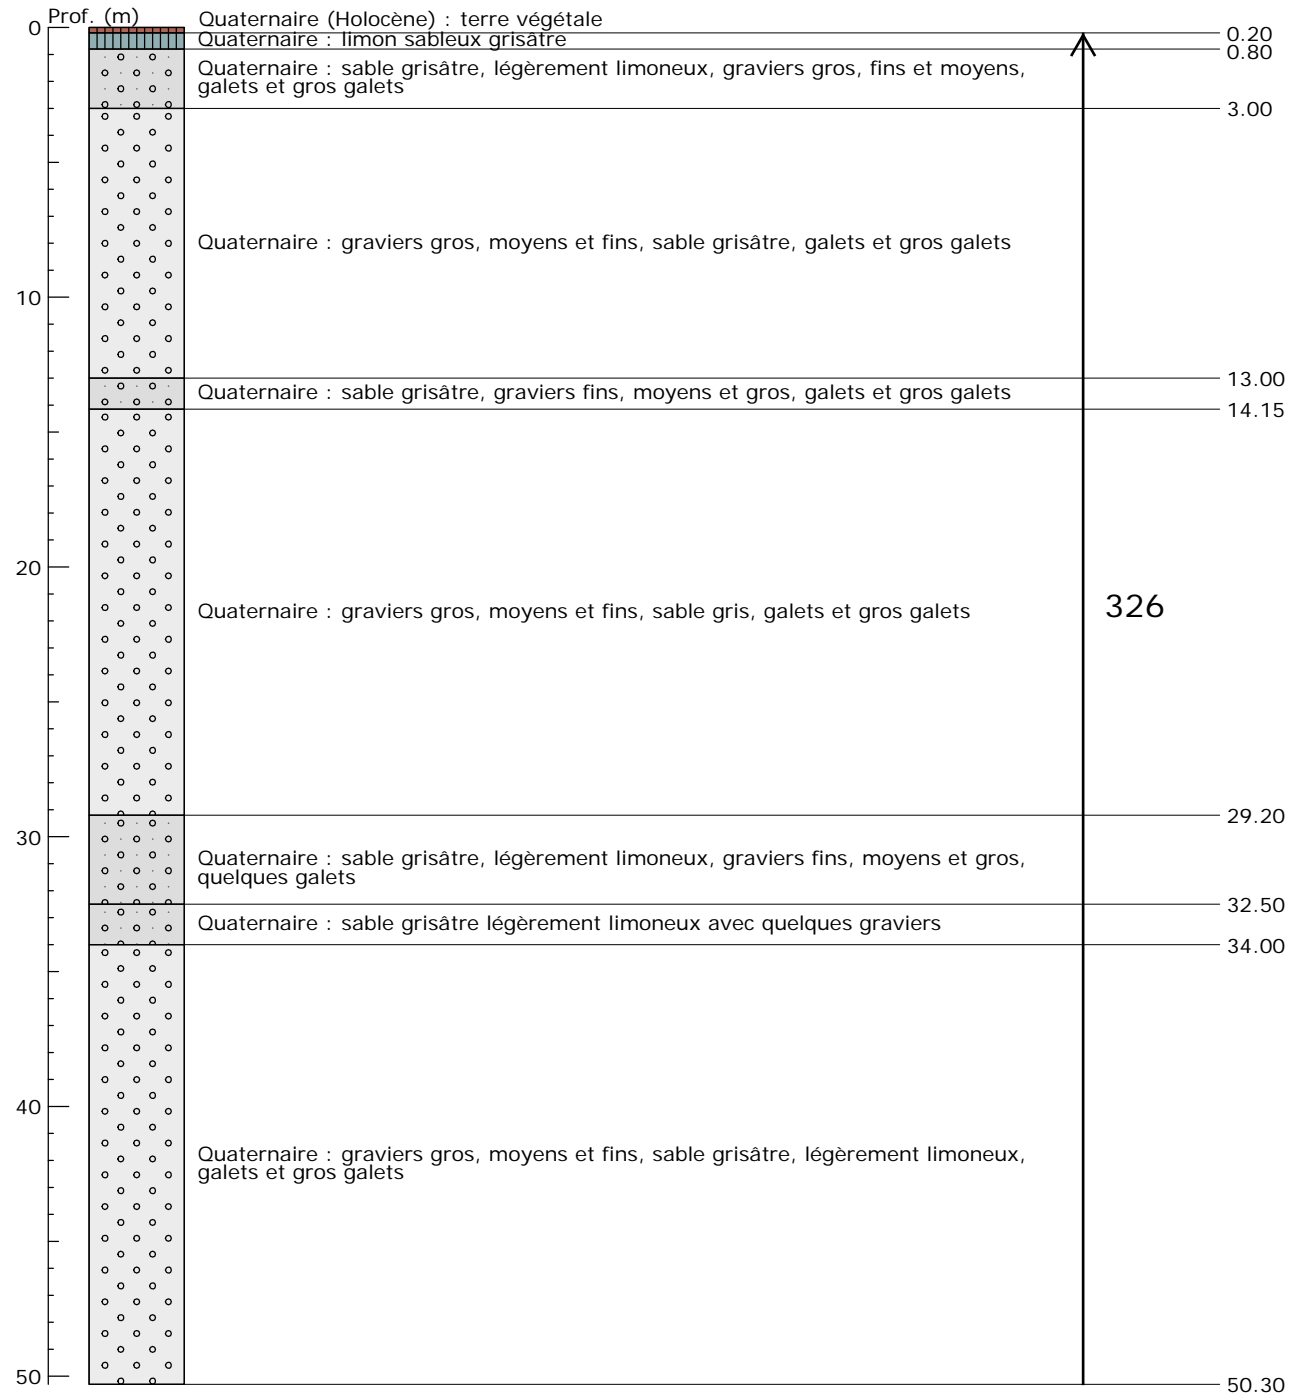 Prof. (m)
0
Quaternaire (Holocène) : terre végétale
0.20
Quaternaire : limon sableux grisâtre
0.80
Quaternaire : sable grisâtre, légèrement limoneux, graviers gros, fins et moyens,
galets et gros galets
3.00
Quaternaire : graviers gros, moyens et fins, sable grisâtre, galets et gros galets
10
13.00
Quaternaire : sable grisâtre, graviers fins, moyens et gros, galets et gros galets
14.15
20
Quaternaire : graviers gros, moyens et fins, sable gris, galets et gros galets
326
29.20
30
Quaternaire : sable grisâtre, légèrement limoneux, graviers fins, moyens et gros,
quelques galets
32.50
Quaternaire : sable grisâtre légèrement limoneux avec quelques graviers
34.00
40
Quaternaire : graviers gros, moyens et fins, sable grisâtre, légèrement limoneux,
galets et gros galets
50
50.30